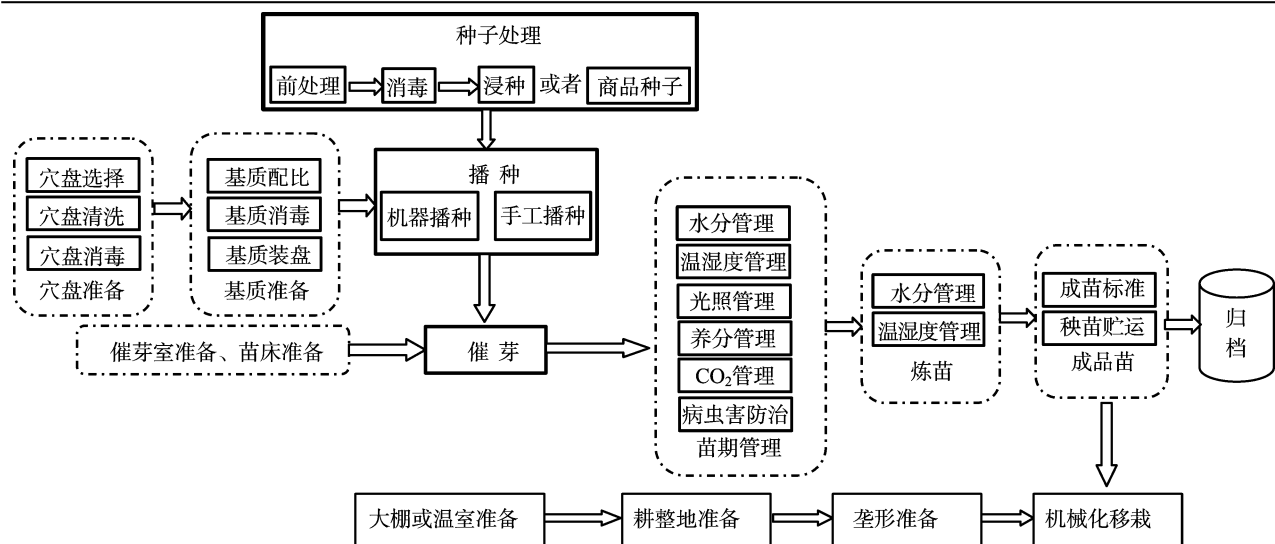 种子处理
前处理
消毒
浸种
或者
商品种子
穴盘选择
穴盘清洗
穴盘消毒
穴盘准备
基质配比
基质消毒
基质装盘
基质准备
播 种
机器播种
手工播种
催芽室准备、苗床准备
催 芽
水分管理
温湿度管理
光照管理
养分管理
CO₂管理
病虫害防治
苗期管理
水分管理
温湿度管理
炼苗
成苗标准
秧苗贮运
成品苗
归
档
大棚或温室准备
耕整地准备
垄形准备
机械化移栽